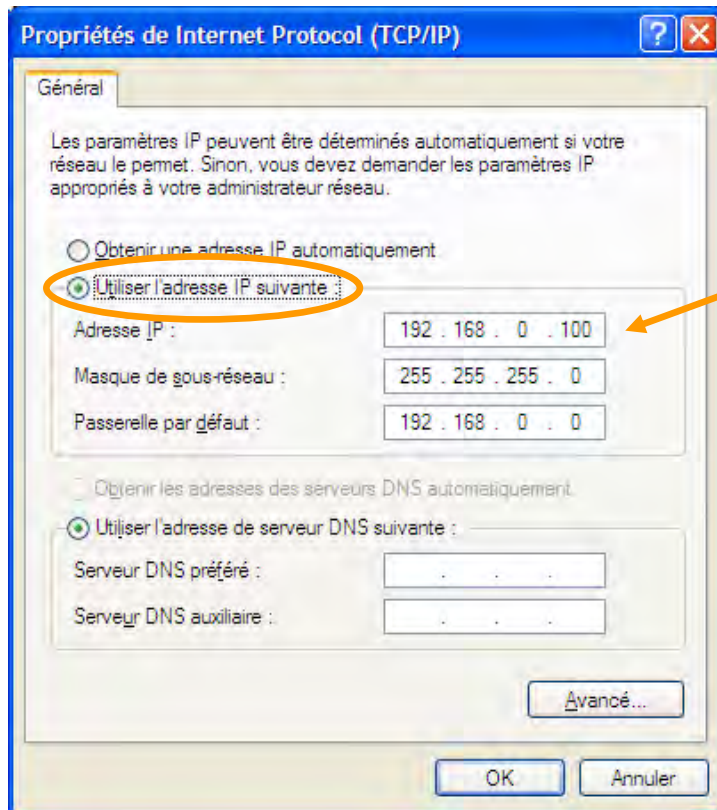 Propriétés de Internet Protocol (TCP/IP)
Général
Les paramètres IP peuvent être déterminés automatiquement si votre
réseau le permet. Sinon, vous devez demander les paramètres IP
appropriés à votre administrateur réseau.
Obtenir une adresse IP automatiquement
Utiliser l'adresse IP suivante :
Adresse IP : 192 . 168 . 0 . 100
Masque de sous-réseau : 255 . 255 . 255 . 0
Passerelle par défaut : 192 . 168 . 0 . 0
Obtenir les adresses des serveurs DNS automatiquement
Utiliser l'adresse de serveur DNS suivante :
Serveur DNS préféré : . . .
Serveur DNS auxiliaire : . . .
Avancé...
OK Annuler